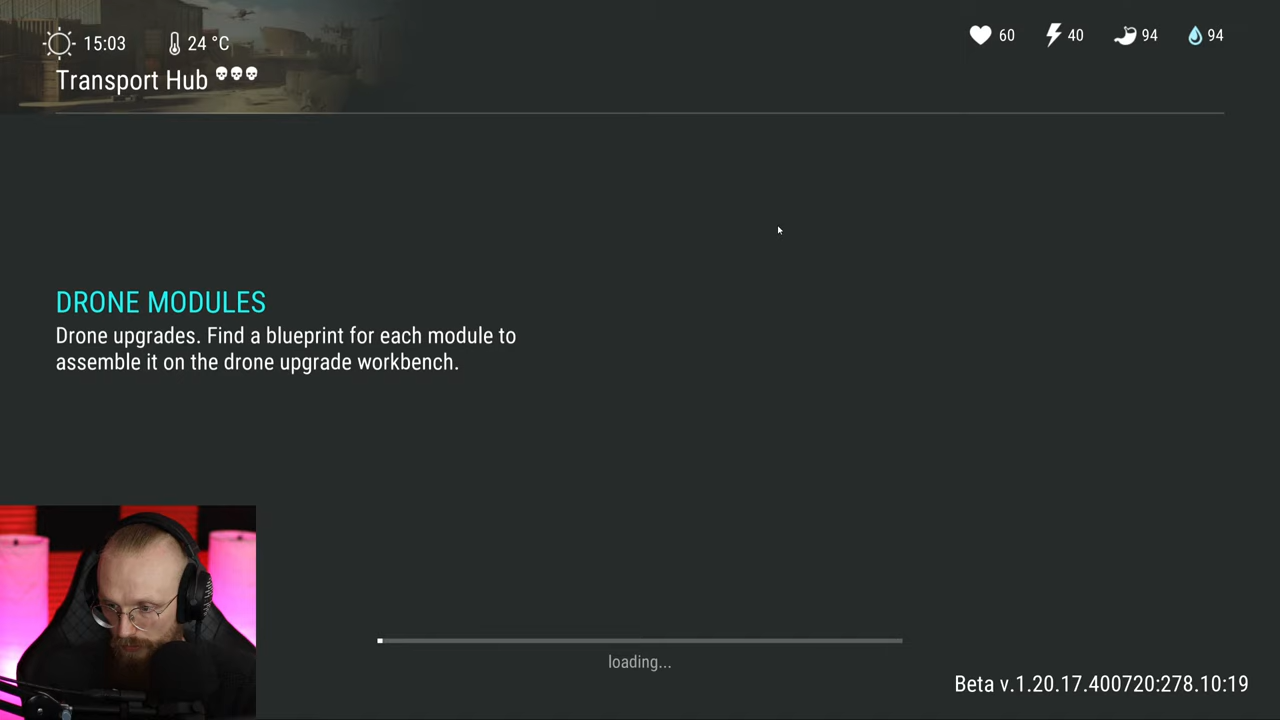 15:03 24 °C 60 40 94 94
Transport Hub
DRONE MODULES
Drone upgrades. Find a blueprint for each module to
assemble it on the drone upgrade workbench.
loading...
Beta v.1.20.17.400720:278.10:19